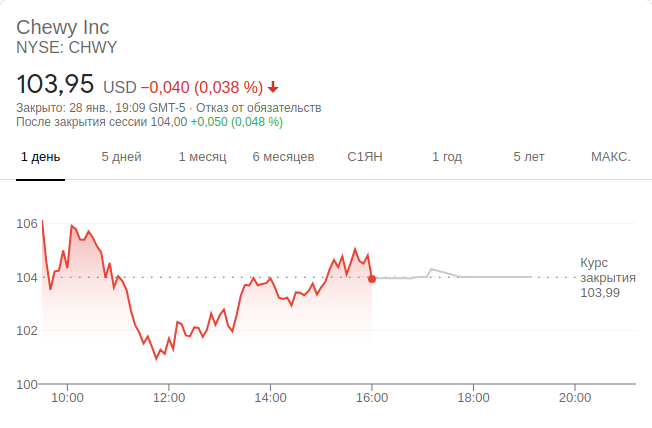 Chewy Inc
NYSE: CHWY
103,95 USD −0,040 (0,038 %)
Закрыто: 28 янв., 19:09 GMT-5 · Отказ от обязательств
После закрытия сессии 104,00 +0,050 (0,048 %)
1 день 5 дней 1 месяц 6 месяцев С1ЯН 1 год 5 лет МАКС.
106
104
102
100
Курс
закрытия
103,99
10:00 12:00 14:00 16:00 18:00 20:00